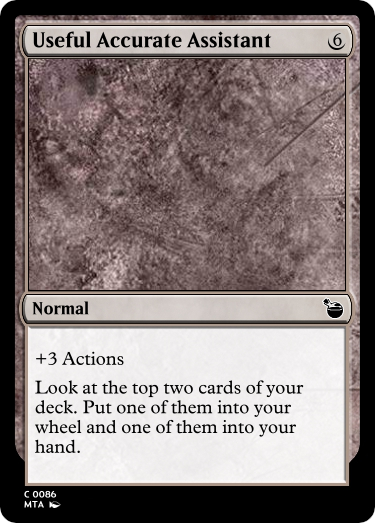 Useful Accurate Assistant 6
Normal
+3 Actions
Look at the top two cards of your
deck. Put one of them into your
wheel and one of them into your
hand.
C 0086
MTA